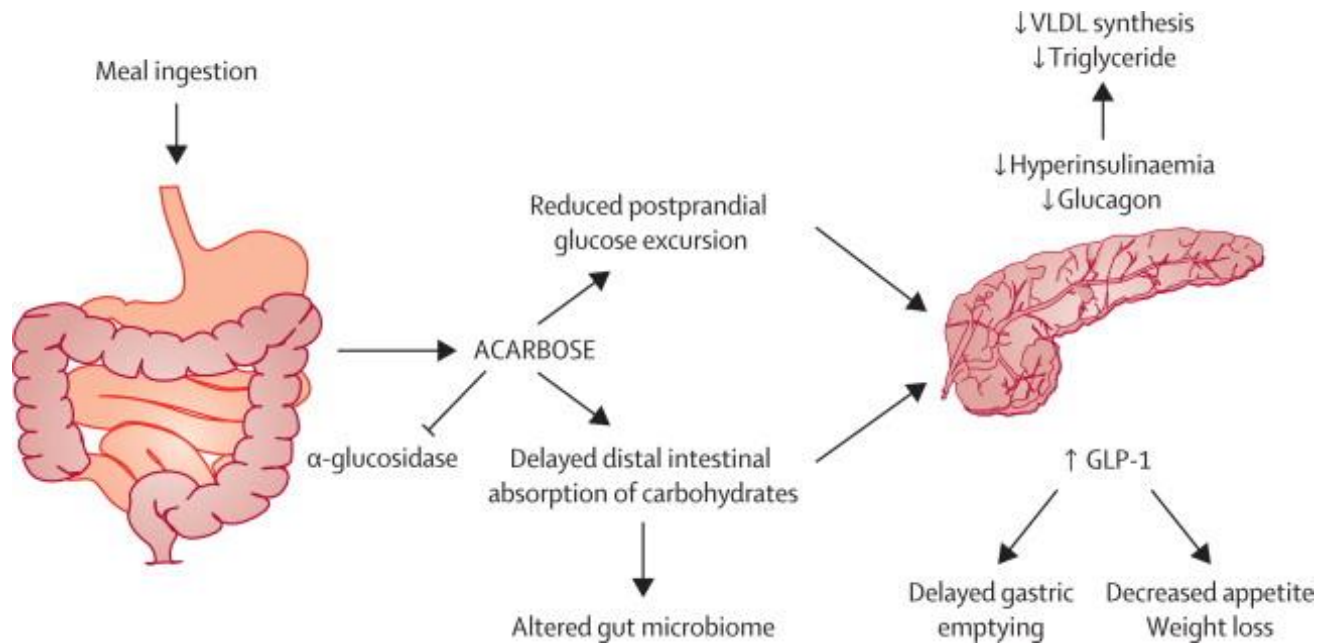 Meal ingestion
Reduced postprandial
glucose excursion
ACARBOSE
α-glucosidase
Delayed distal intestinal
absorption of carbohydrates
Altered gut microbiome
↓VLDL synthesis
↓Triglyceride
↓Hyperinsulinaemia
↓Glucagon
↑ GLP-1
Delayed gastric
emptying
Decreased appetite
Weight loss